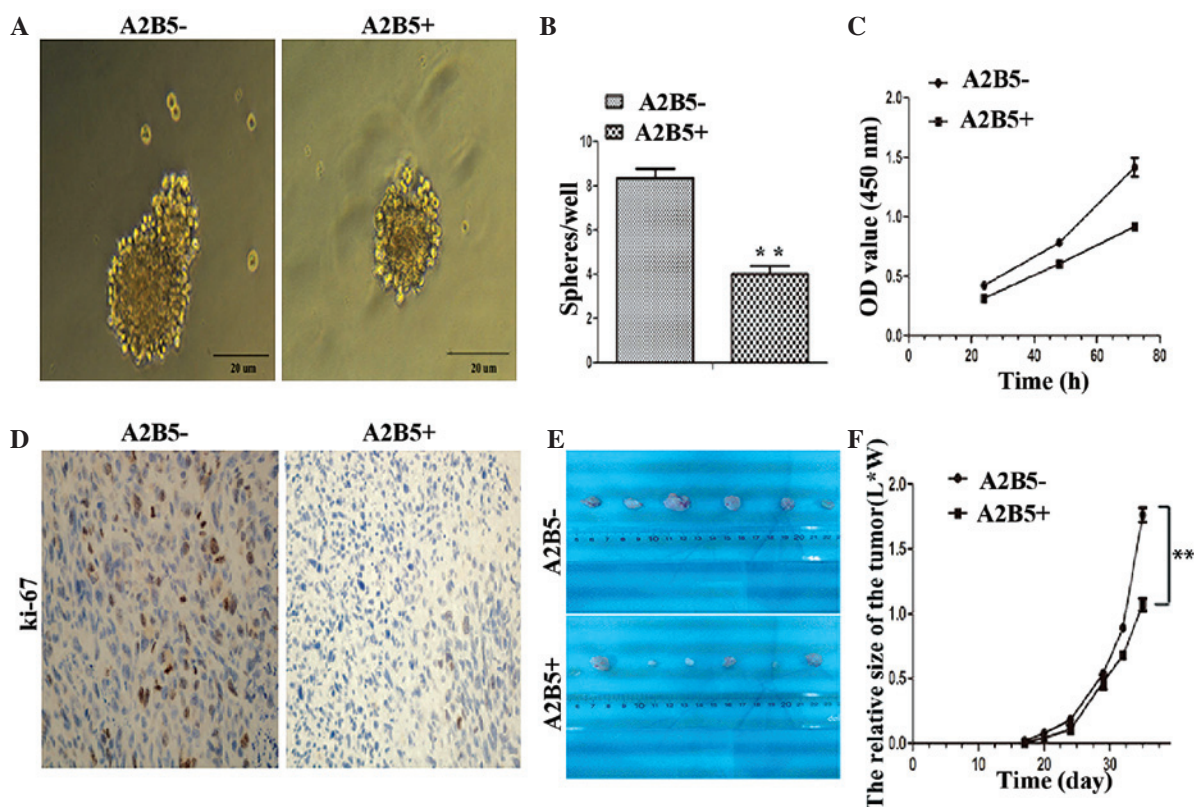 A
A2B5-
A2B5+
20 um
20 um
B
A2B5-
A2B5+
Spheres/well
10
8
6
4
2
0
**
C
A2B5-
A2B5+
OD value (450 nm)
2.0
1.5
1.0
0.5
0.0
0 20 40 60 80
Time (h)
D
A2B5-
A2B5+
ki-67
E
A2B5-
A2B5+
F
A2B5-
A2B5+
The relative size of the tumor(L*W)
2.0
1.5
1.0
0.5
0.0
**
0 10 20 30
Time (day)